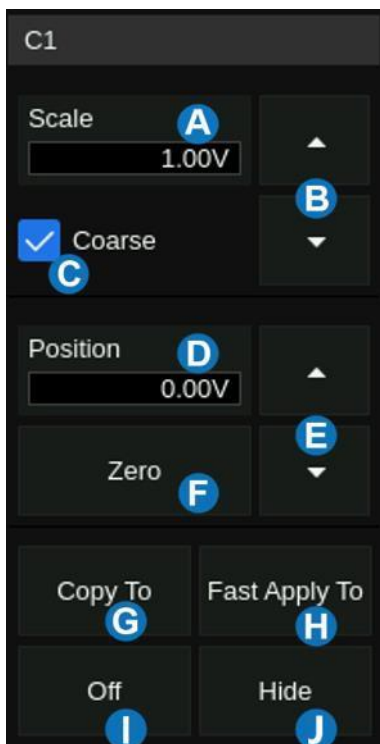 C1
Scale A
1.00V
B
Coarse
C
Position D
0.00V
E
Zero
F
Copy To Fast Apply To
G H
Off Hide
I J